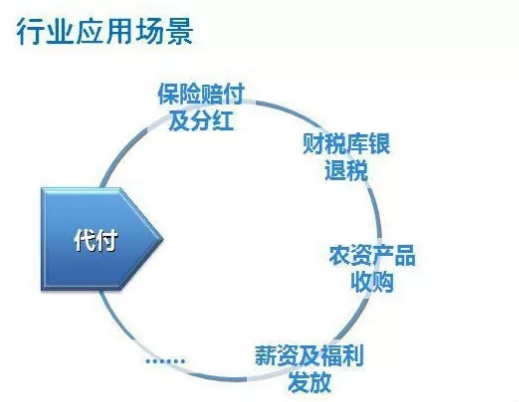 行业应用场景
保险赔付
及分红
财税库银
退税
代付
农资产品
收购
薪资及福利
发放
......